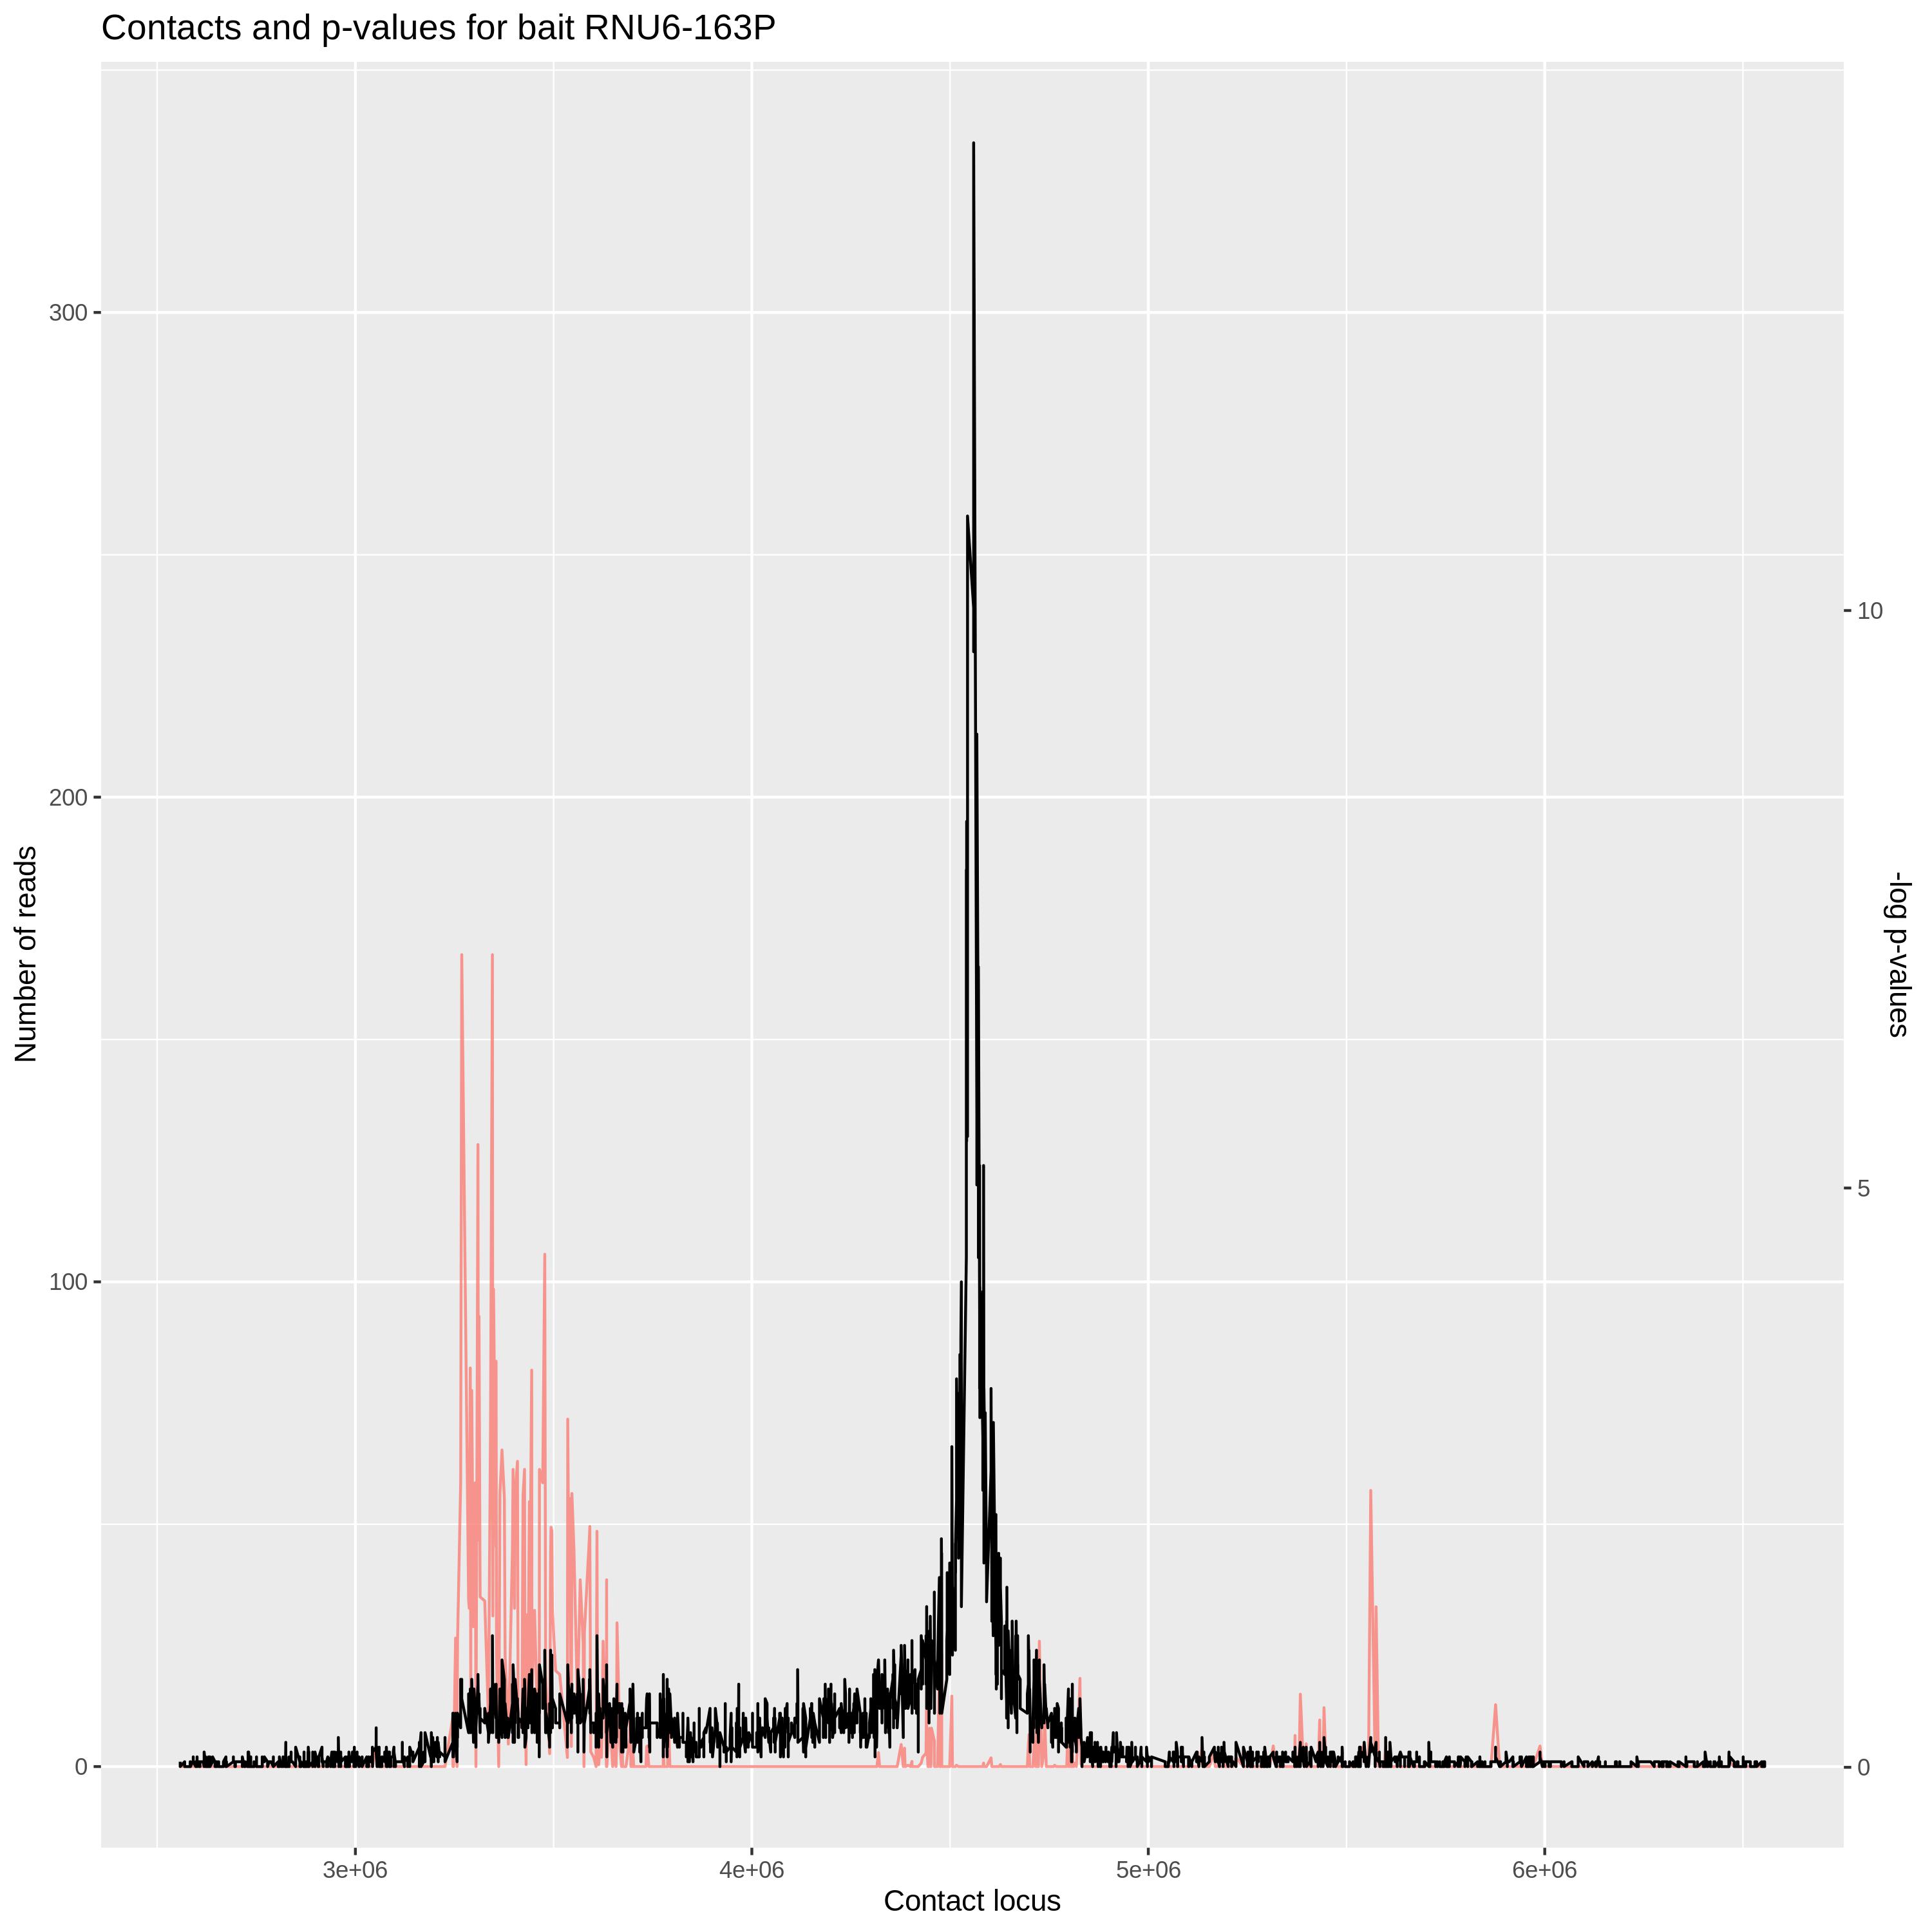 Contacts and p-values for bait RNU6-163P
300
200
100
0
Number of reads
10
5
0
-log p-values
3e+06
4e+06
5e+06
6e+06
Contact locus